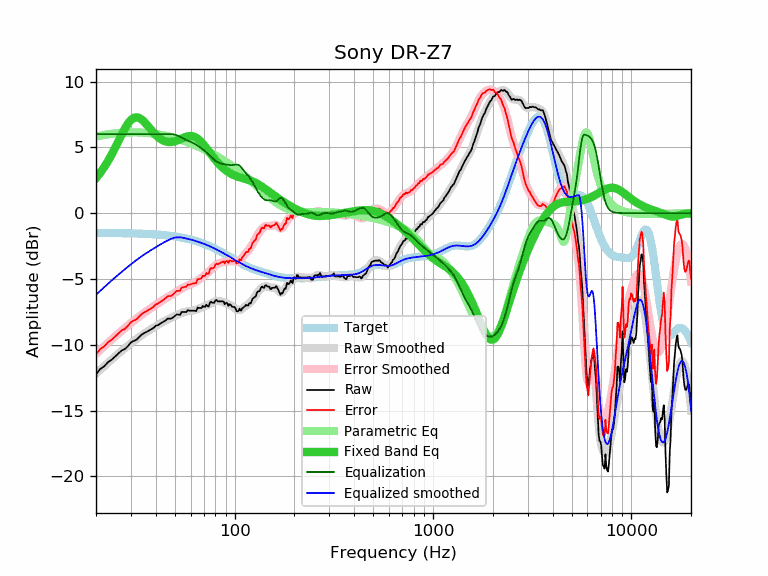 Sony DR-Z7
10
5
0
−5
−10
−15
−20
Amplitude (dBr)
Target
Raw Smoothed
Error Smoothed
Raw
Error
Parametric Eq
Fixed Band Eq
Equalization
Equalized smoothed
100
1000
10000
Frequency (Hz)